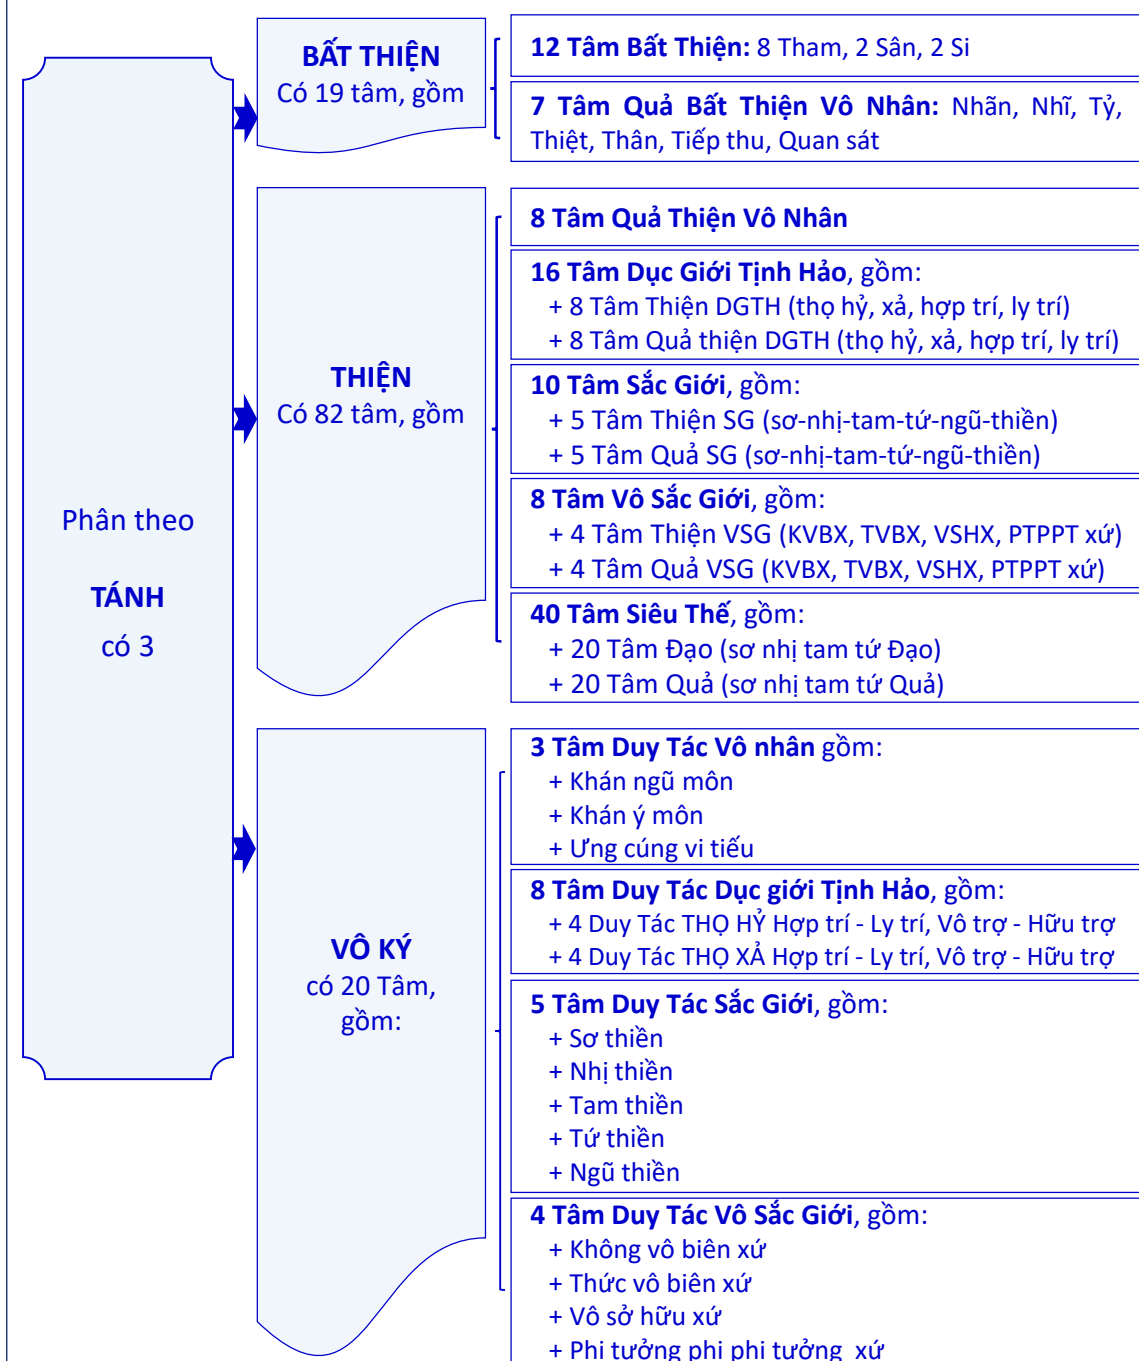 Phân theo
TÁNH
có 3
BẤT THIỆN
Có 19 tâm, gồm
12 Tâm Bất Thiện: 8 Tham, 2 Sân, 2 Si
7 Tâm Quả Bất Thiện Vô Nhân: Nhãn, Nhĩ, Tỷ,
Thiệt, Thân, Tiếp thu, Quan sát
THIỆN
Có 82 tâm, gồm
8 Tâm Quả Thiện Vô Nhân
16 Tâm Dục Giới Tịnh Hảo, gồm:
+ 8 Tâm Thiện DGTH (thọ hỷ, xả, hợp trí, ly trí)
+ 8 Tâm Quả thiện DGTH (thọ hỷ, xả, hợp trí, ly trí)
10 Tâm Sắc Giới, gồm:
+ 5 Tâm Thiện SG (sơ-nhị-tam-tứ-ngũ-thiền)
+ 5 Tâm Quả SG (sơ-nhị-tam-tứ-ngũ-thiền)
8 Tâm Vô Sắc Giới, gồm:
+ 4 Tâm Thiện VSG (KVBX, TVBX, VSHX, PTPPT xứ)
+ 4 Tâm Quả VSG (KVBX, TVBX, VSHX, PTPPT xứ)
40 Tâm Siêu Thế, gồm:
+ 20 Tâm Đạo (sơ nhị tam tứ Đạo)
+ 20 Tâm Quả (sơ nhị tam tứ Quả)
VÔ KÝ
có 20 Tâm,
gồm:
3 Tâm Duy Tác Vô nhân gồm:
+ Khán ngũ môn
+ Khán ý môn
+ Ưng cúng vi tiếu
8 Tâm Duy Tác Dục giới Tịnh Hảo, gồm:
+ 4 Duy Tác THỌ HỶ Hợp trí - Ly trí, Vô trợ - Hữu trợ
+ 4 Duy Tác THỌ XẢ Hợp trí - Ly trí, Vô trợ - Hữu trợ
5 Tâm Duy Tác Sắc Giới, gồm:
+ Sơ thiền
+ Nhị thiền
+ Tam thiền
+ Tứ thiền
+ Ngũ thiền
4 Tâm Duy Tác Vô Sắc Giới, gồm:
+ Không vô biên xứ
+ Thức vô biên xứ
+ Vô sở hữu xứ
+ Phi tưởng phi phi tưởng xứ